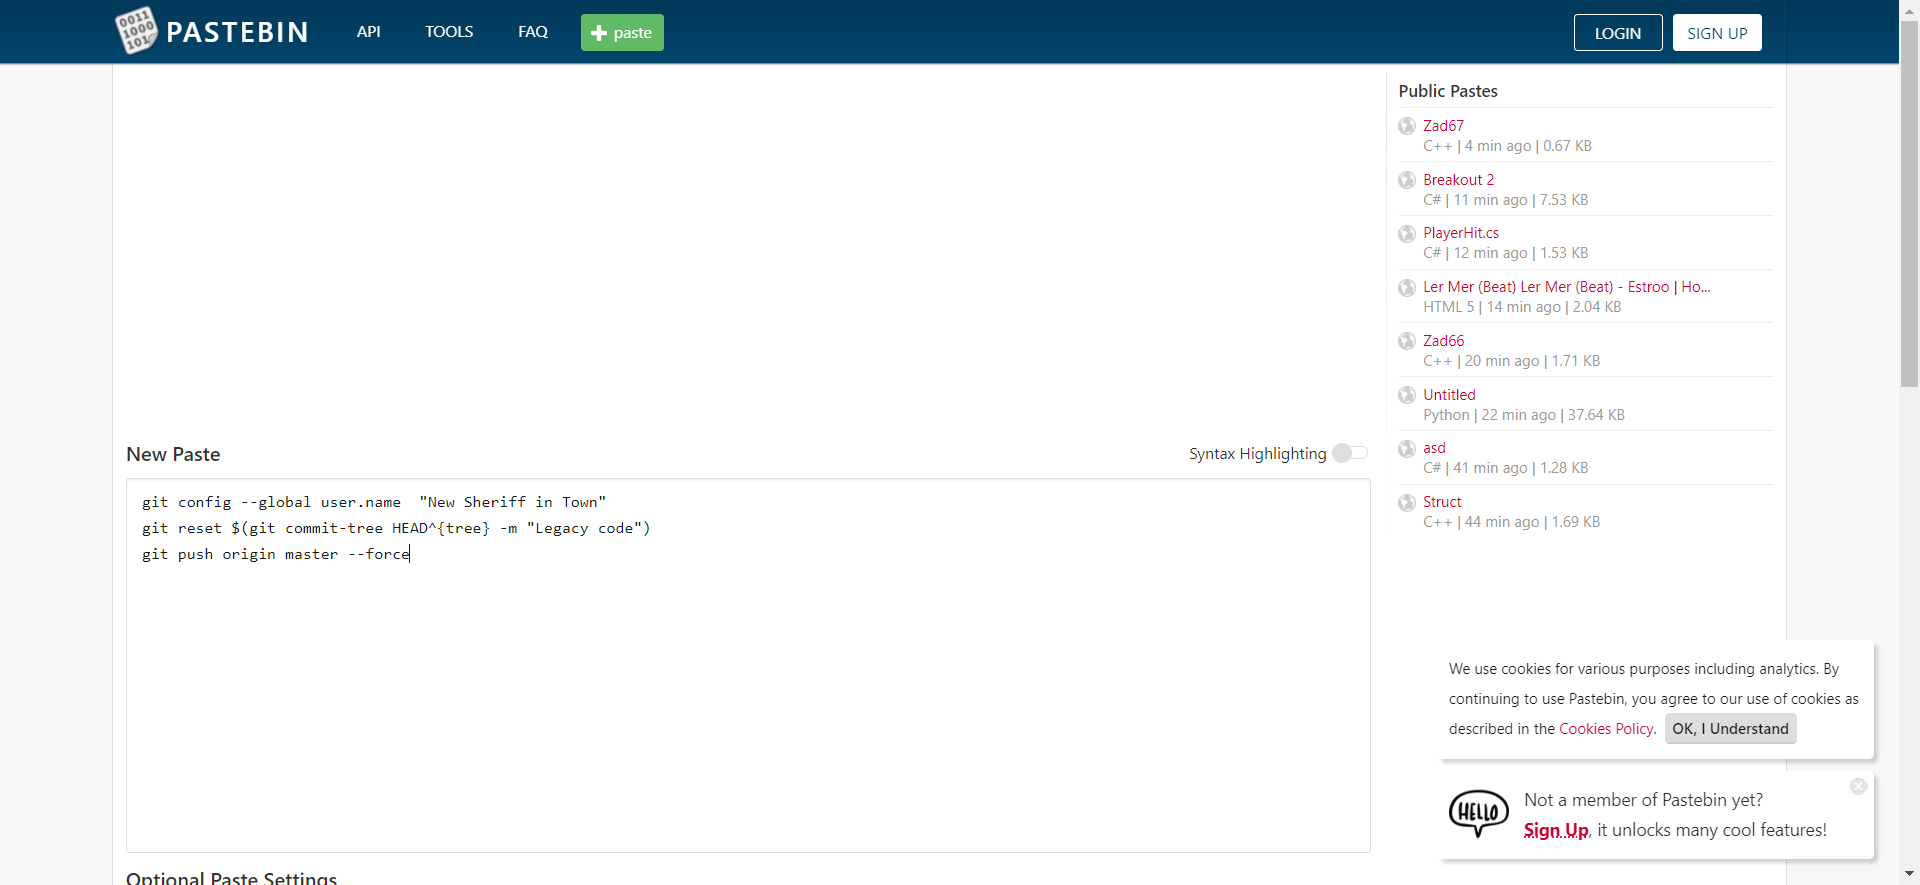 0011
1000
101
PASTEBIN
API
TOOLS
FAQ
paste
LOGIN
SIGN UP
Public Pastes
Zad67
C++ | 4 min ago | 0.67 KB
Breakout 2
C# | 11 min ago | 7.53 KB
PlayerHit.cs
C# | 12 min ago | 1.53 KB
Ler Mer (Beat) Ler Mer (Beat) - Estroo | Ho...
HTML 5 | 14 min ago | 2.04 KB
Zad66
C++ | 20 min ago | 1.71 KB
Untitled
Python | 22 min ago | 37.64 KB
asd
C# | 41 min ago | 1.28 KB
Struct
C++ | 44 min ago | 1.69 KB
New Paste
Syntax Highlighting
git config --global user.name  "New Sheriff in Town"
git reset $(git commit-tree HEAD^{tree} -m "Legacy code")
git push origin master --force
We use cookies for various purposes including analytics. By
continuing to use Pastebin, you agree to our use of cookies as
described in the Cookies Policy. OK, I Understand
HELLO
Not a member of Pastebin yet?
Sign Up, it unlocks many cool features!
Optional Paste Settings